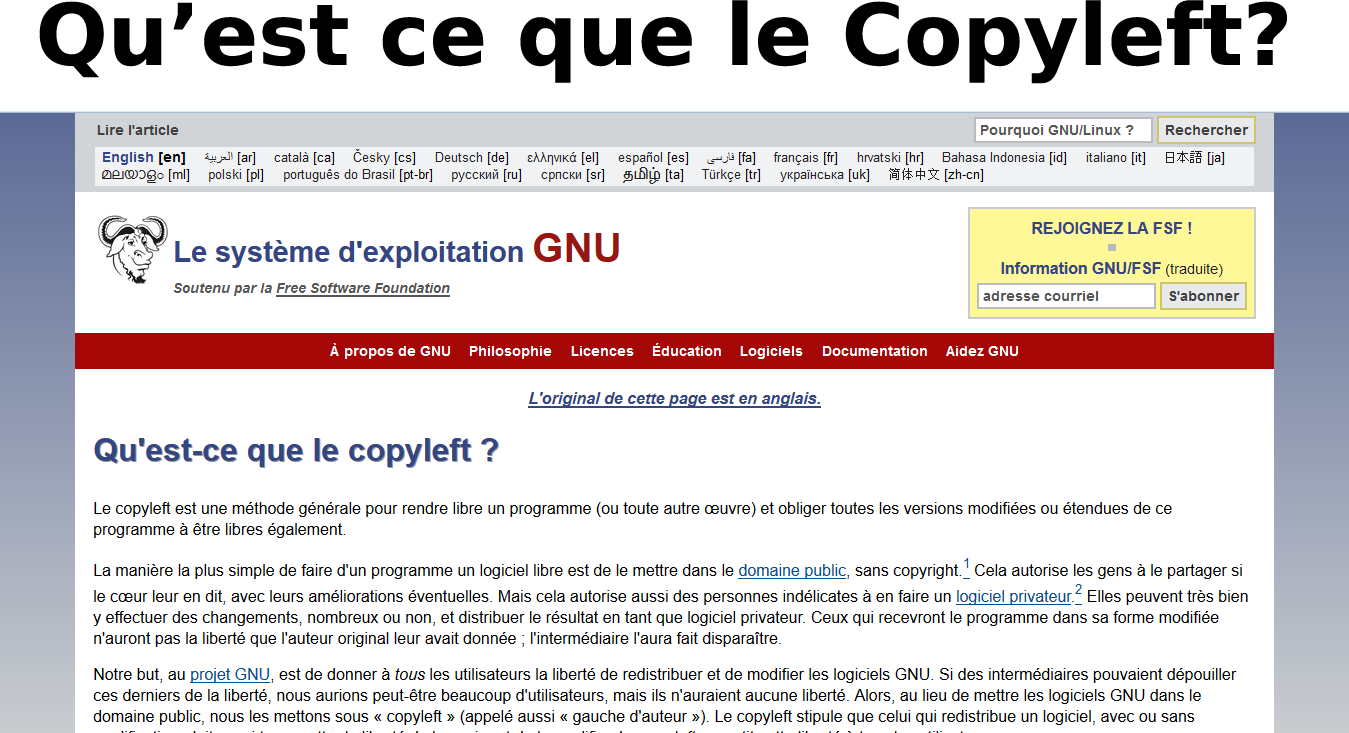 Qu’est ce que le Copyleft?
Lire l'article
Pourquoi GNU/Linux ? Rechercher
English [en] العربية [ar] català [ca] Česky [cs] Deutsch [de] ελληνικά [el] español [es] فارسی [fa] français [fr] hrvatski [hr] Bahasa Indonesia [id] italiano [it] 日本語 [ja]
മലയാളം [ml] polski [pl] português do Brasil [pt-br] русский [ru] српски [sr] தமிழ் [ta] Türkçe [tr] українська [uk] 简体中文 [zh-cn]
Le système d'exploitation GNU
Soutenu par la Free Software Foundation
REJOIGNEZ LA FSF !
Information GNU/FSF (traduite)
adresse courriel S'abonner
À propos de GNU Philosophie Licences Éducation Logiciels Documentation Aidez GNU
L'original de cette page est en anglais.
Qu'est-ce que le copyleft ?
Le copyleft est une méthode générale pour rendre libre un programme (ou toute autre œuvre) et obliger toutes les versions modifiées ou étendues de ce
programme à être libres également.
La manière la plus simple de faire d'un programme un logiciel libre est de le mettre dans le domaine public, sans copyright.1 Cela autorise les gens à le partager si
le cœur leur en dit, avec leurs améliorations éventuelles. Mais cela autorise aussi des personnes indélicates à en faire un logiciel privateur.2 Elles peuvent très bien
y effectuer des changements, nombreux ou non, et distribuer le résultat en tant que logiciel privateur. Ceux qui recevront le programme dans sa forme modifiée
n'auront pas la liberté que l'auteur original leur avait donnée ; l'intermédiaire l'aura fait disparaître.
Notre but, au projet GNU, est de donner à tous les utilisateurs la liberté de redistribuer et de modifier les logiciels GNU. Si des intermédiaires pouvaient dépouiller
ces derniers de la liberté, nous aurions peut-être beaucoup d'utilisateurs, mais ils n'auraient aucune liberté. Alors, au lieu de mettre les logiciels GNU dans le
domaine public, nous les mettons sous « copyleft » (appelé aussi « gauche d'auteur »). Le copyleft stipule que celui qui redistribue un logiciel, avec ou sans